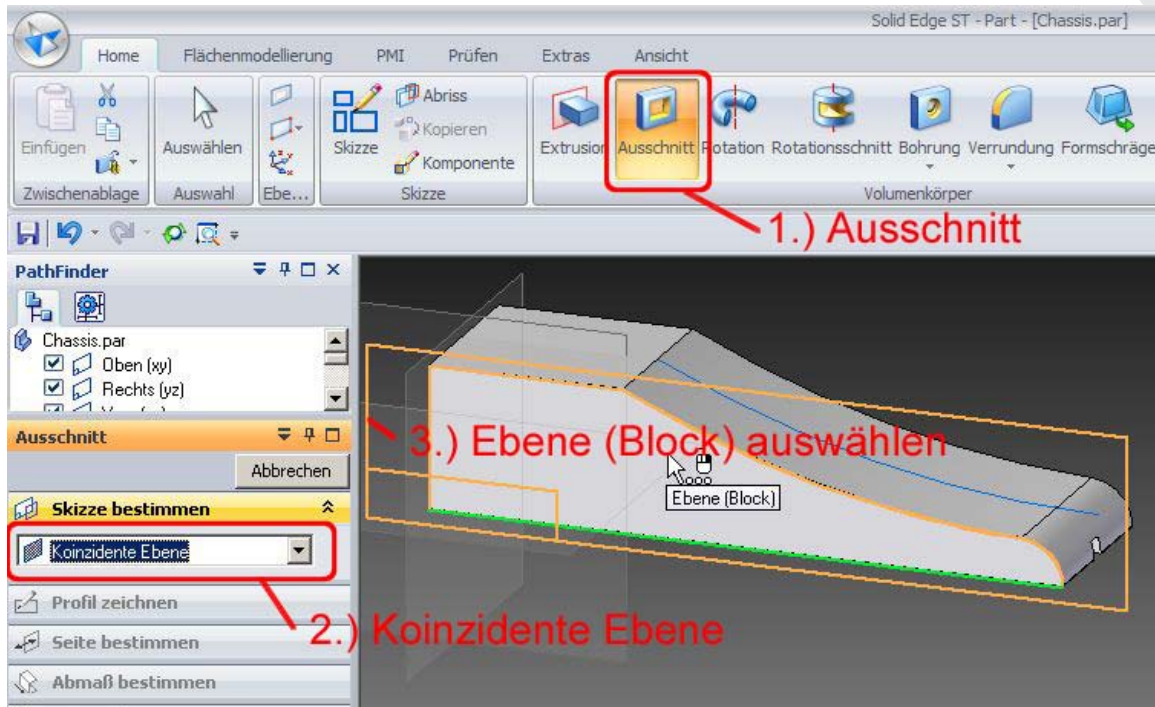 Solid Edge ST - Part - [Chassis.par]
Home Flächenmodellierung PMI Prüfen Extras Ansicht
Einfügen
Auswählen
Skizze
Abriss
Kopieren
Komponente
Extrusion Ausschnitt Rotation Rotationsschnitt Bohrung Verrundung Formschräge
Zwischenablage Auswahl Ebe... Skizze Volumenkörper
1.) Ausschnitt
PathFinder
Chassis.par
Oben (xy)
Rechts (yz)
Ausschnitt
3.) Ebene (Block) auswählen
Abbrechen
Ebene (Block)
Skizze bestimmen
Koinzidente Ebene
Profil zeichnen
2.) Koinzidente Ebene
Seite bestimmen
Abmaß bestimmen